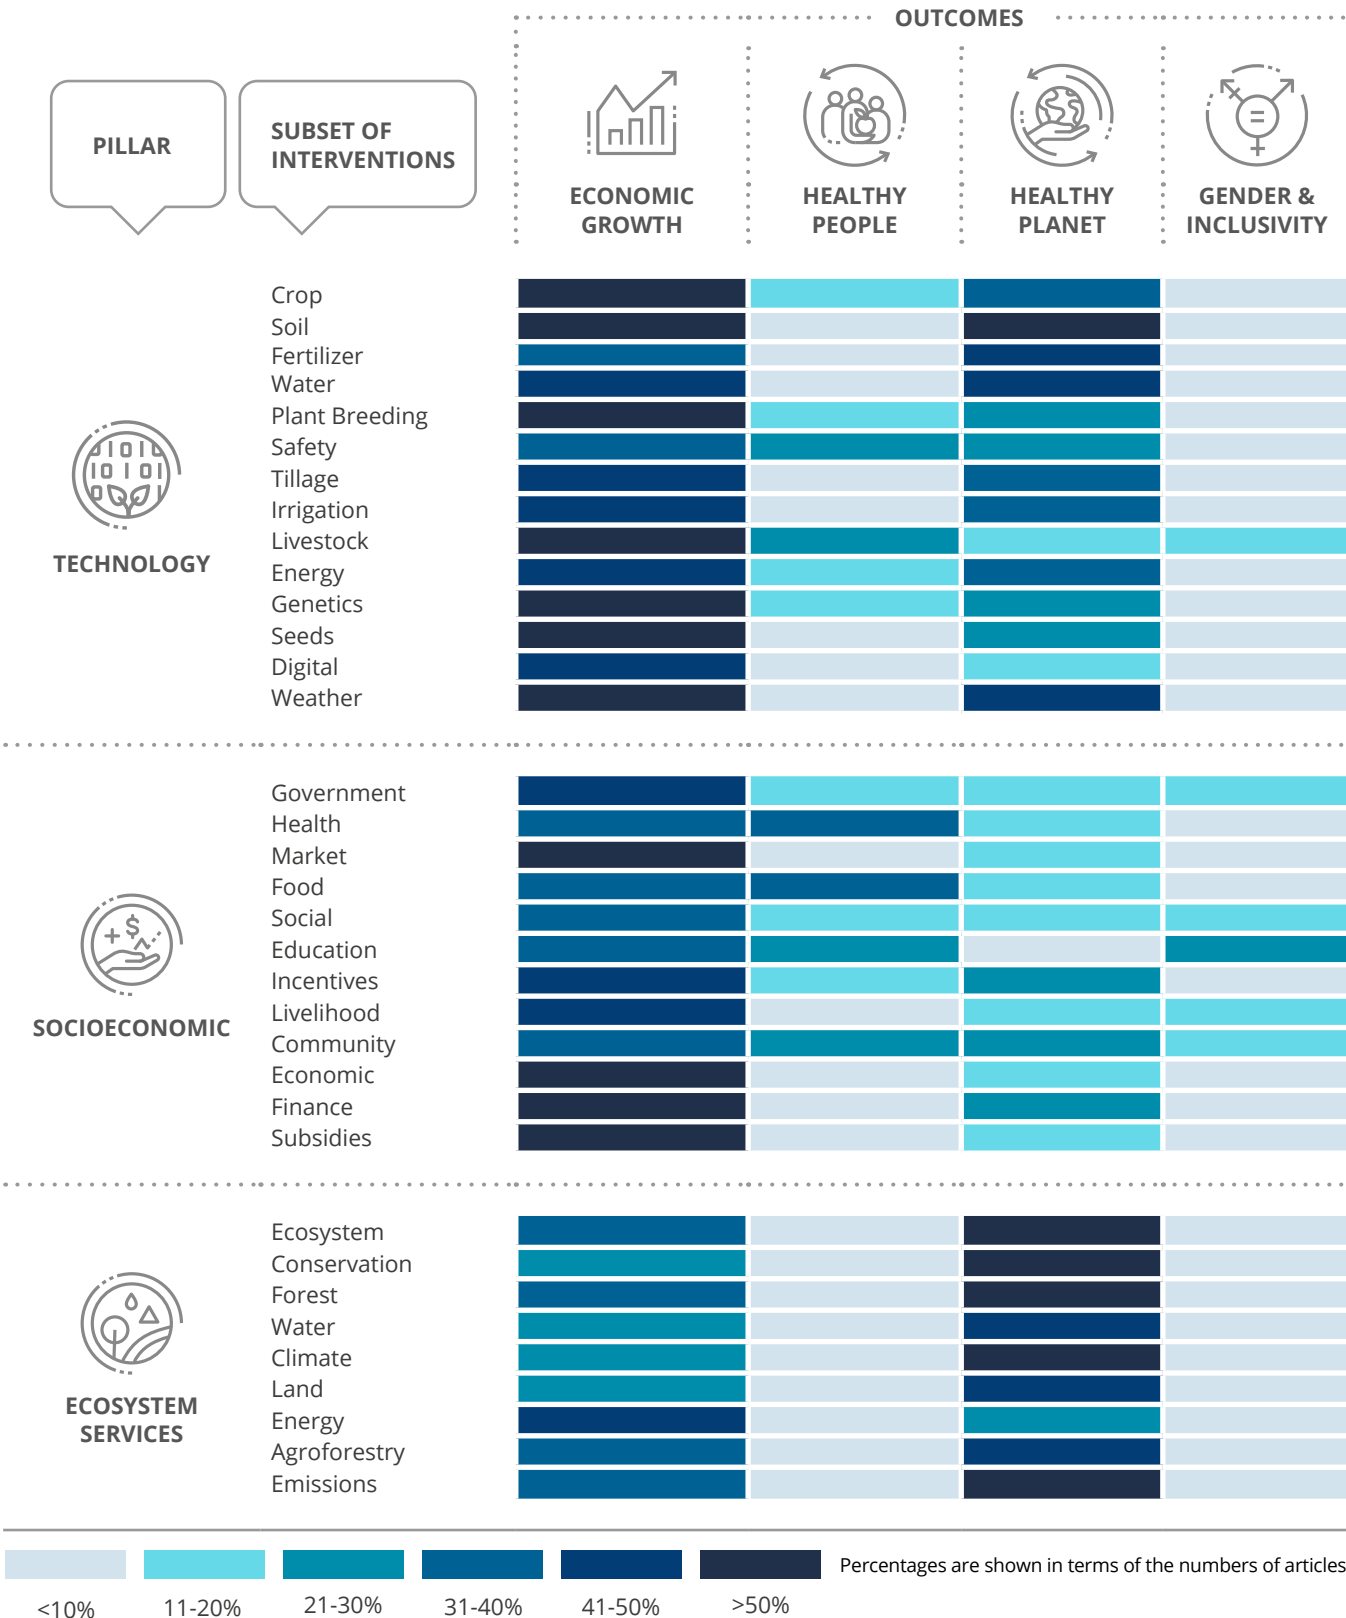 OUTCOMES
PILLAR
SUBSET OF
INTERVENTIONS
ECONOMIC
GROWTH
HEALTHY
PEOPLE
HEALTHY
PLANET
GENDER &
INCLUSIVITY
TECHNOLOGY
Crop
Soil
Fertilizer
Water
Plant Breeding
Safety
Tillage
Irrigation
Livestock
Energy
Genetics
Seeds
Digital
Weather
SOCIOECONOMIC
Government
Health
Market
Food
Social
Education
Incentives
Livelihood
Community
Economic
Finance
Subsidies
ECOSYSTEM
SERVICES
Ecosystem
Conservation
Forest
Water
Climate
Land
Energy
Agroforestry
Emissions
<10%
11-20%
21-30%
31-40%
41-50%
>50%
Percentages are shown in terms of the numbers of articles